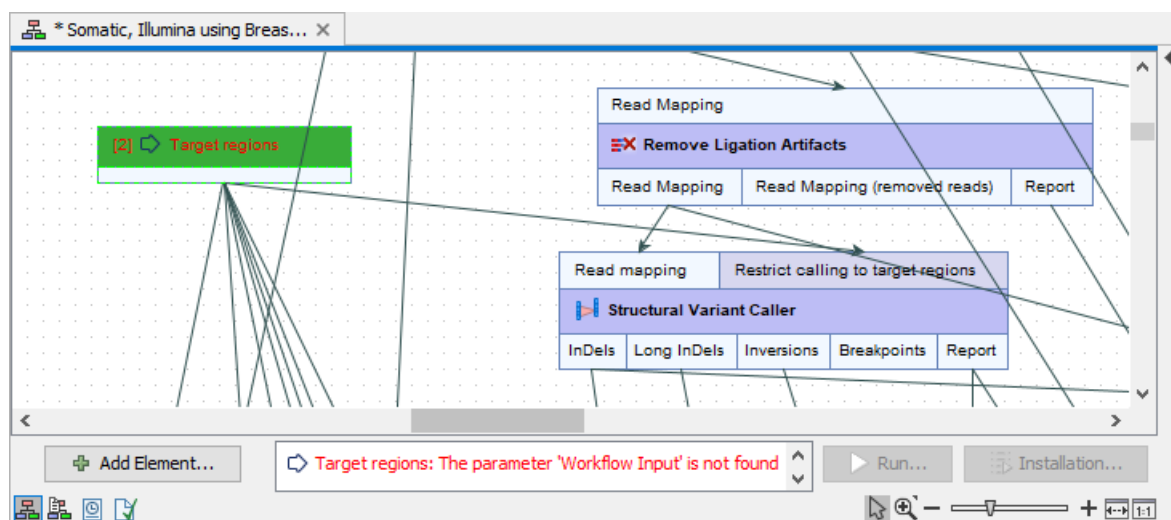 * Somatic, Illumina using Breas...
Read Mapping
[2] Target regions
Remove Ligation Artifacts
Read Mapping Read Mapping (removed reads) Report
Read mapping Restrict calling to target regions
Structural Variant Caller
InDels Long InDels Inversions Breakpoints Report
Add Element...
Target regions: The parameter 'Workflow Input' is not found
Run...
Installation...
1:1